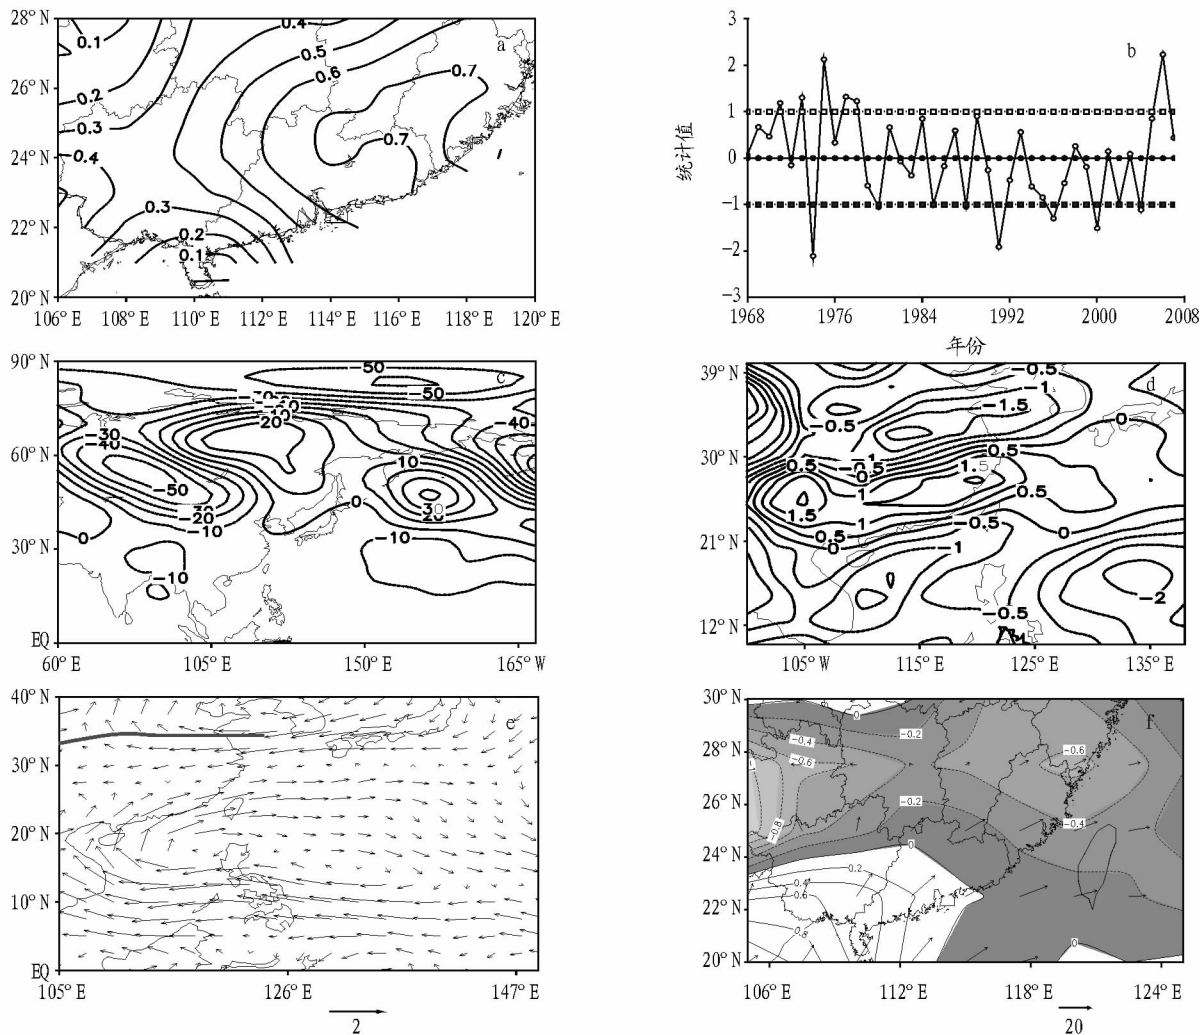 28° N
26° N
24° N
22° N
20° N
106° E 108° E 110° E 112° E 114° E 116° E 118° E 120° E
a
0.1
0.2
0.3
0.4
0.4
0.5
0.6
0.7
0.7
0.3
0.2
0.1
3
2
1
0
−1
−2
−3
统计值
b
1968 1976 1984 1992 2000 2008
年份
90° N
60° N
30° N
EQ
60° E 105° E 150° E 165° W
c
−50
−50
20
−40
−30
40
−50
−20
−10
10
30
20
0
0
−10
−10
39° N
30° N
21° N
12° N
105° W 115° E 125° E 135° E
d
−0.5
−1
−1.5
−0.5
0
−1
−0.5
0
0.5
0.5
1.5
1
1.5
0.5
1
0.5
0
−0.5
−1
0
−2
−0.5
40° N
30° N
20° N
10° N
EQ
105° E 126° E 147° E
e
2
30° N
28° N
26° N
24° N
22° N
20° N
106° E 112° E 118° E 124° E
f
0
−0.2
−0.4
−0.6
−0.6
−0.8
−0.2
−0.4
0
0.2
0.4
0.6
0.8
0
20